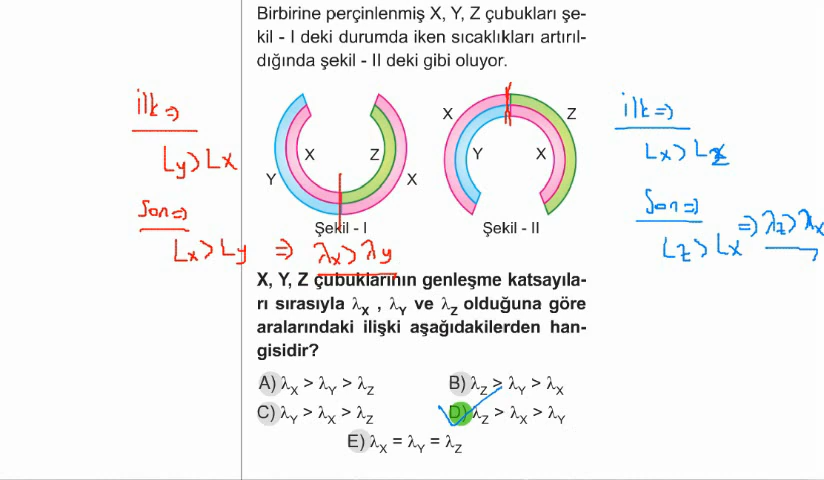 Birbirine perçinlenmiş X, Y, Z çubukları şe-
kil - I deki durumda iken sıcaklıkları artırıl-
dığında şekil - II deki gibi oluyor.
ilk ⇒
Ly > Lx
Son ⇒
Lx > Ly ⇒ λx > λy
X Z
Y X
Şekil - I
X Z
Y X
Şekil - II
ilk ⇒
Lx > Lz
Son ⇒
Lz > Lx ⇒ λz > λx
X, Y, Z çubuklarının genleşme katsayıla-
rı sırasıyla λX , λY ve λZ olduğuna göre
aralarındaki ilişki aşağıdakilerden han-
gisidir?
A) λX > λY > λZ B) λZ > λY > λX
C) λY > λX > λZ D) λZ > λX > λY
E) λX = λY = λZ